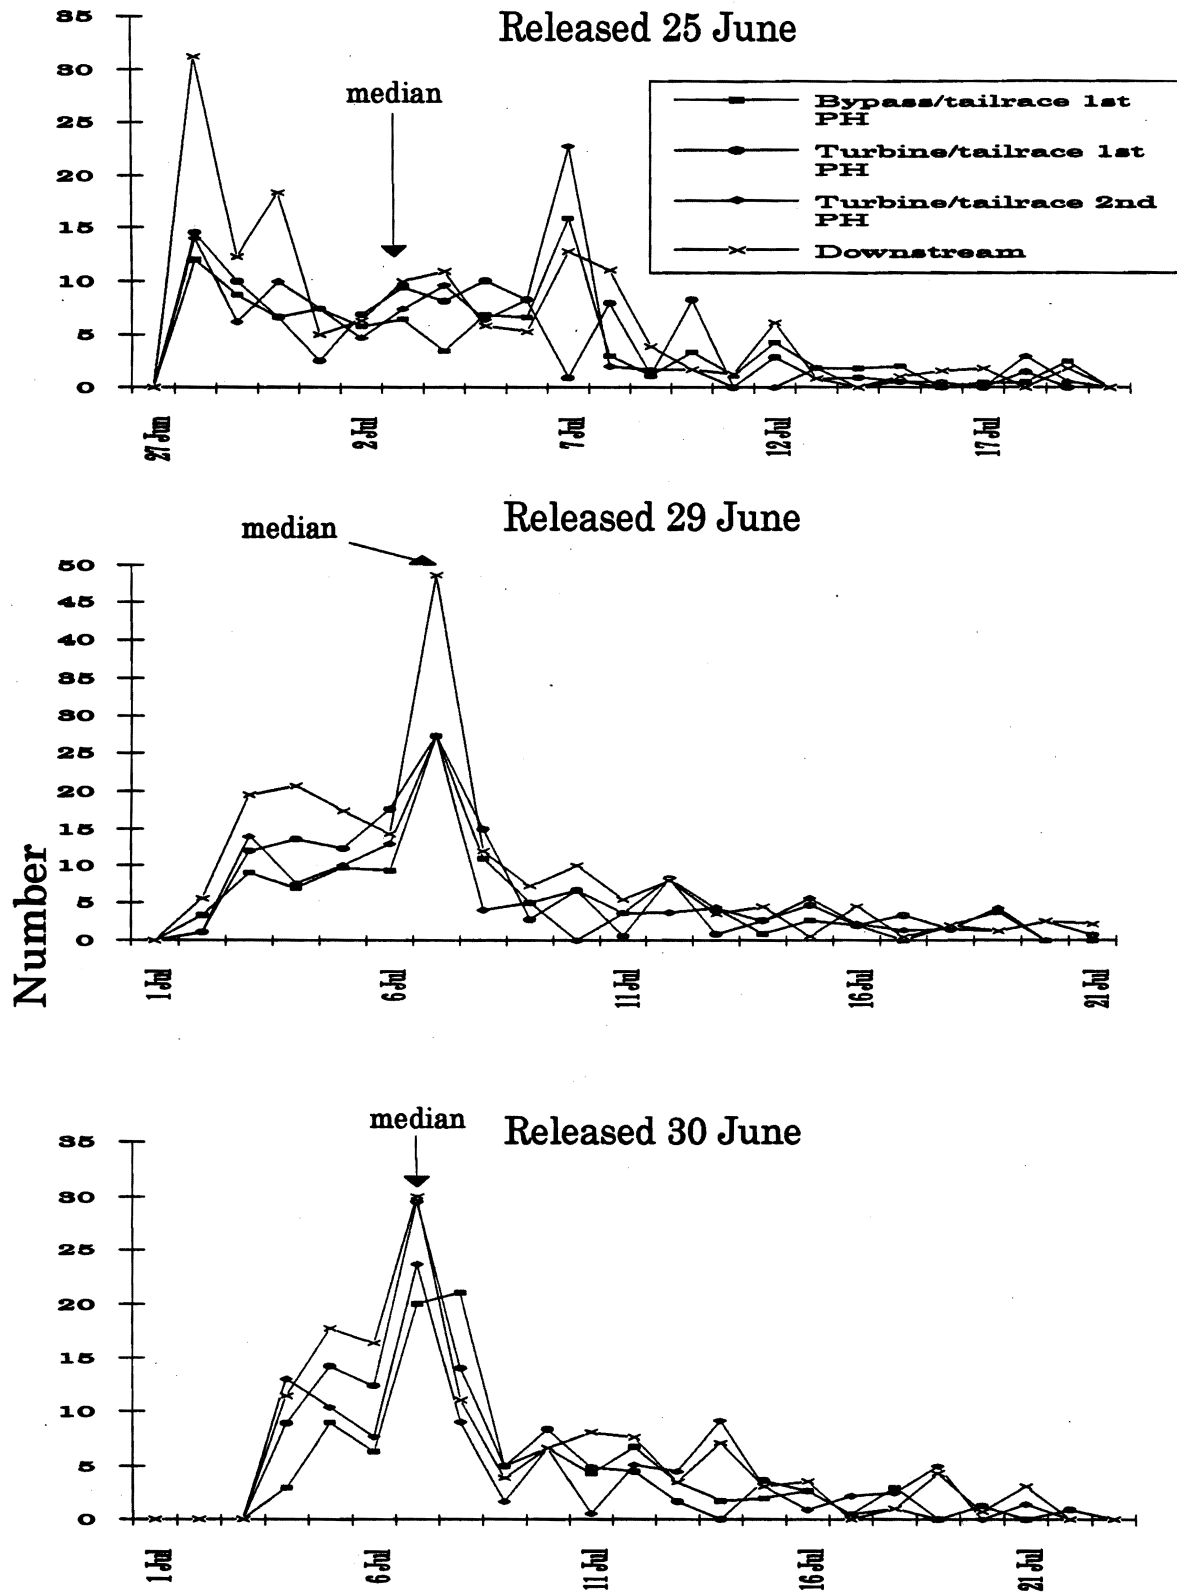 Released 25 June
35
30
25
20
15
10
5
0
median
Bypass/tailrace 1st
PH
Turbine/tailrace 1st
PH
Turbine/tailrace 2nd
PH
Downstream
27 Jun
2 Jul
7 Jul
12 Jul
17 Jul
Released 29 June
median
50
45
40
35
30
25
20
15
10
5
0
1 Jul
6 Jul
11 Jul
16 Jul
21 Jul
Number
Released 30 June
median
35
30
25
20
15
10
5
0
1 Jul
6 Jul
11 Jul
16 Jul
21 Jul